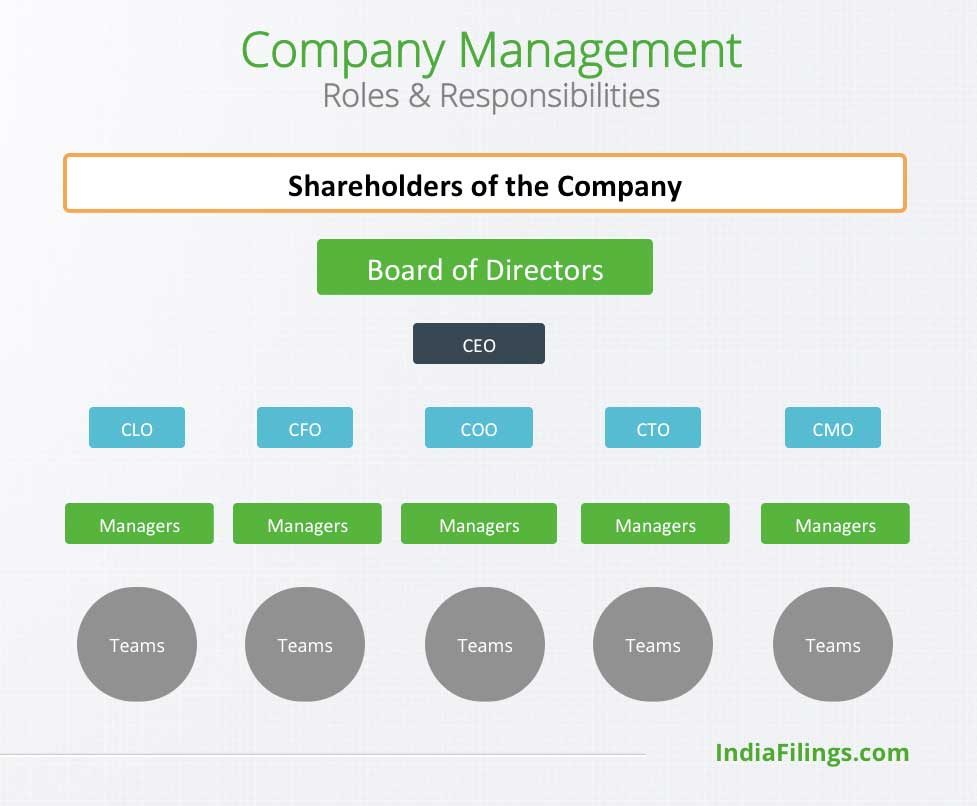 Company Management
Roles & Responsibilities
Shareholders of the Company
Board of Directors
CEO
CLO
CFO
COO
CTO
CMO
Managers
Managers
Managers
Managers
Managers
Teams
Teams
Teams
Teams
Teams
IndiaFilings.com